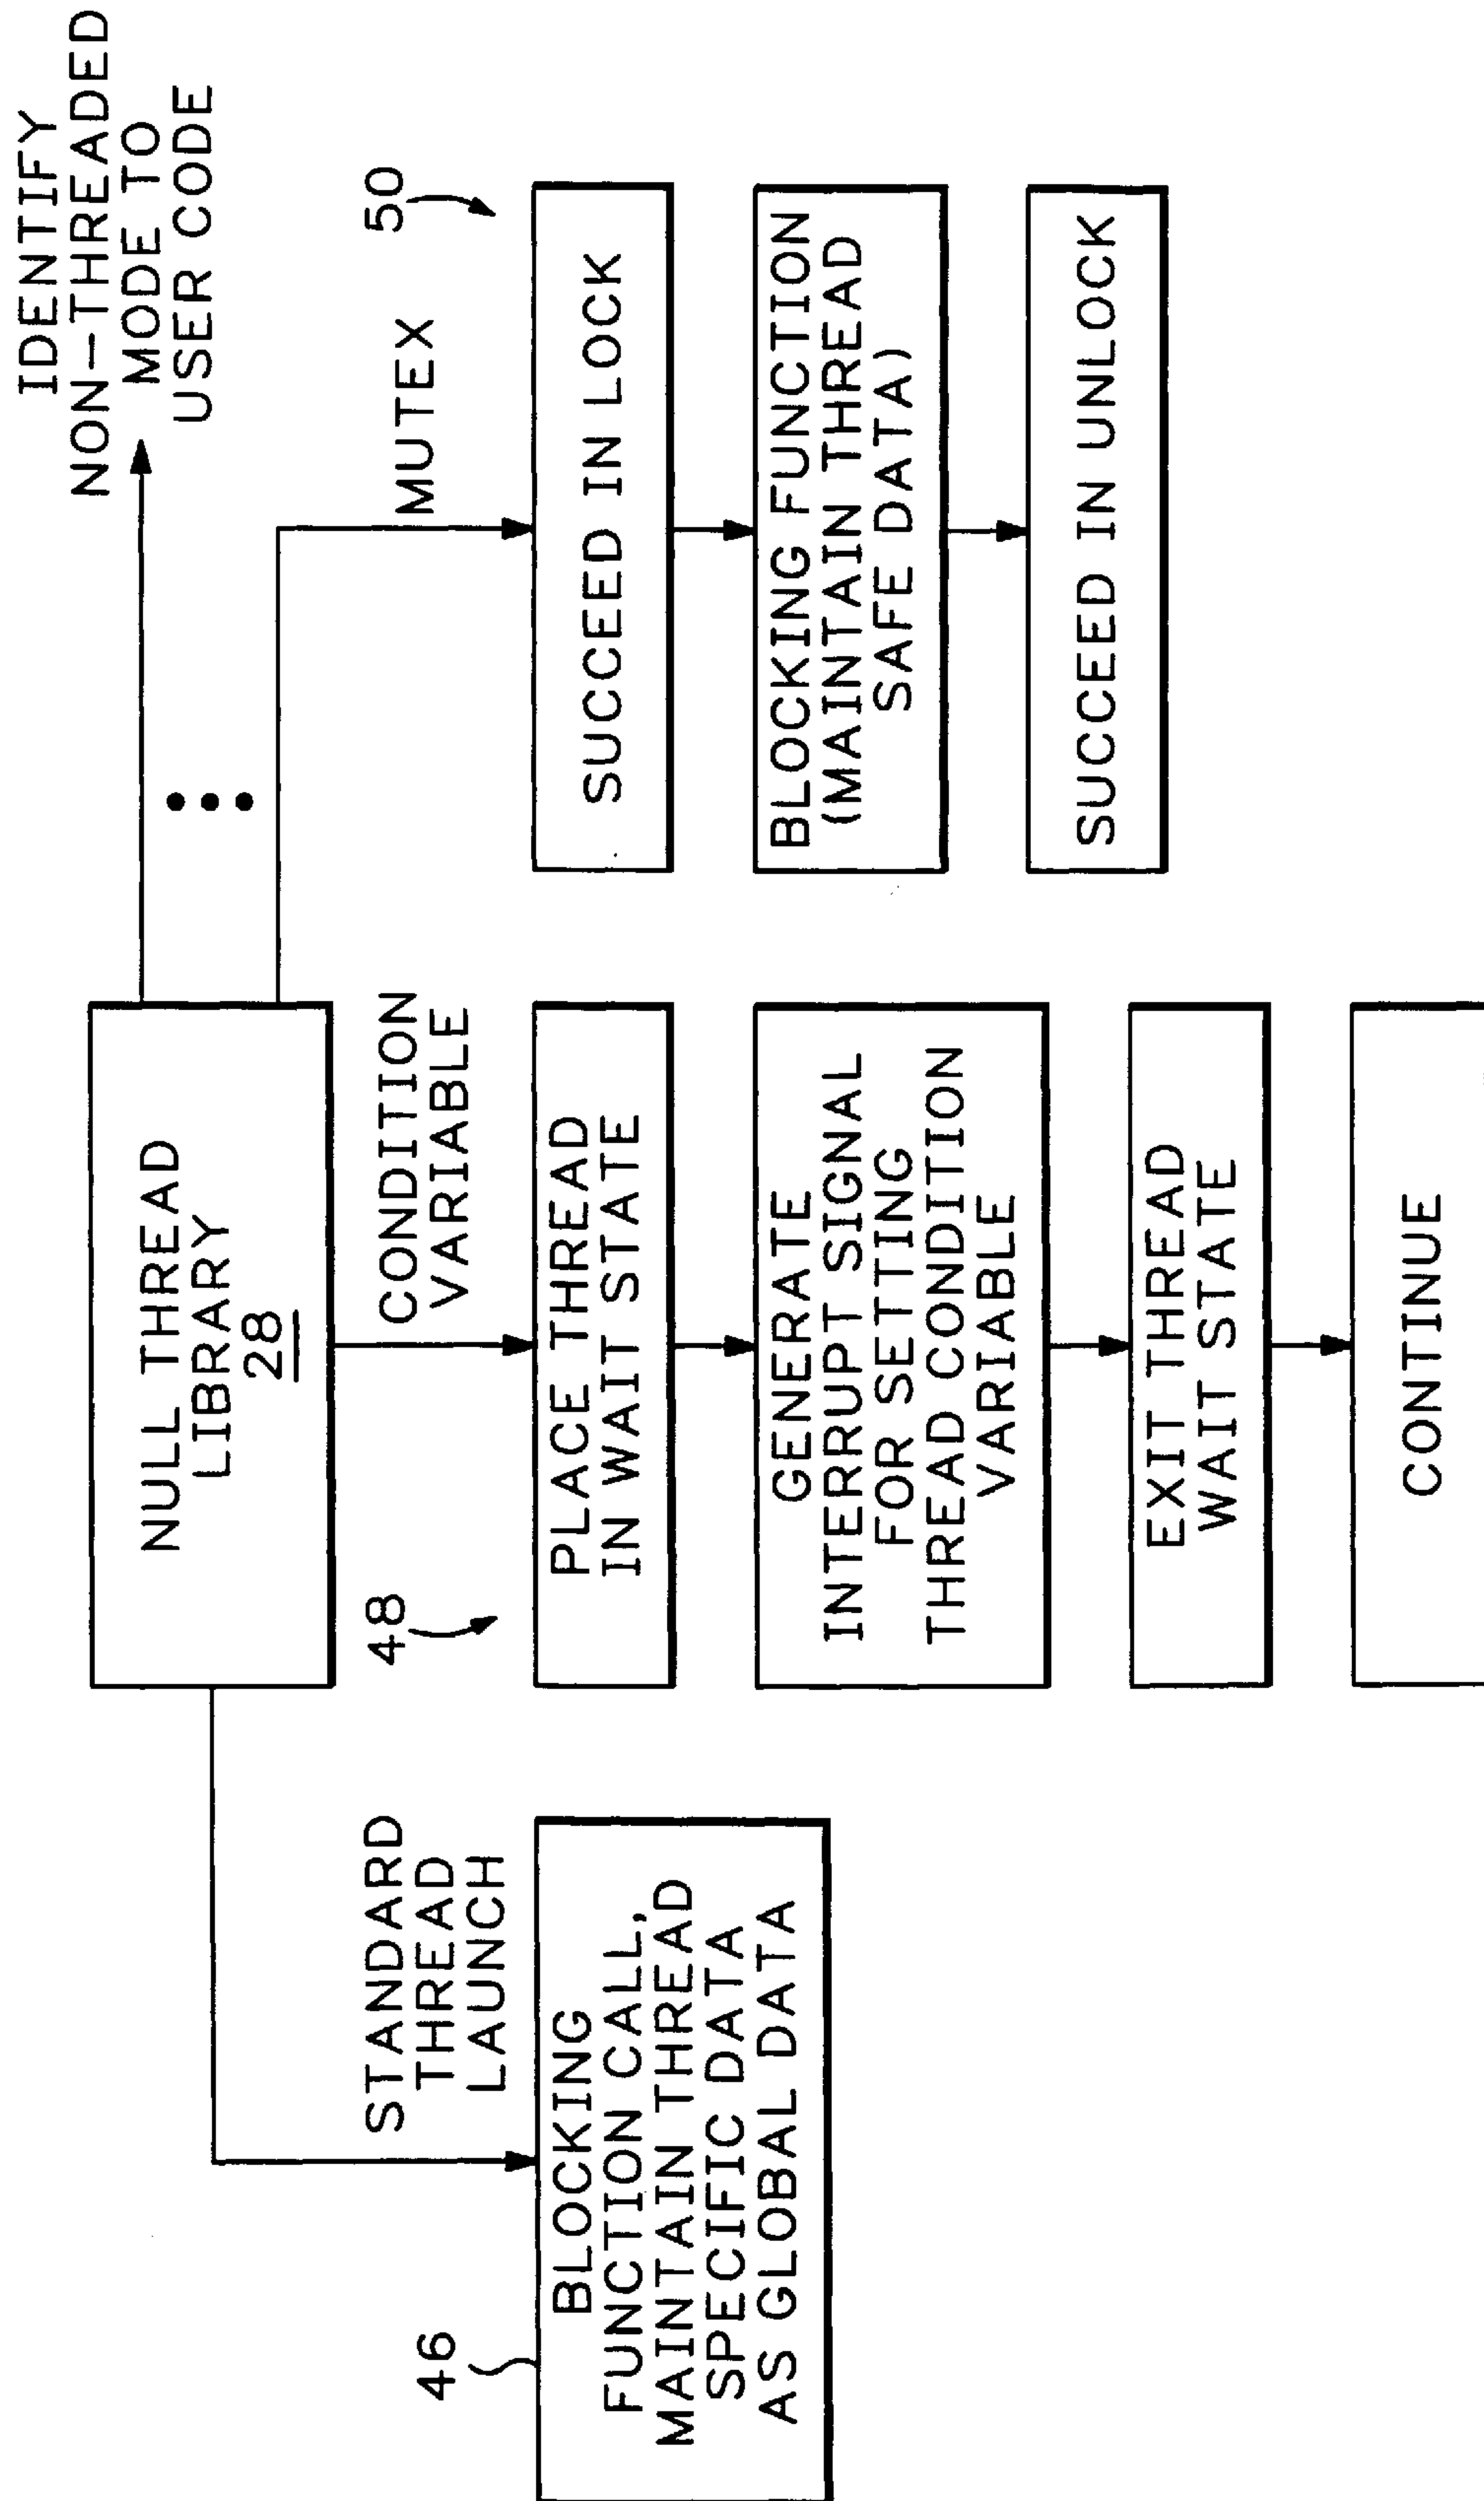 NULL THREAD
LIBRARY
28
IDENTIFY
NON-THREADED
MODE TO
USER CODE
STANDARD
THREAD
LAUNCH
46
BLOCKING
FUNCTION CALL,
MAINTAIN THREAD
SPECIFIC DATA
AS GLOBAL DATA
48
CONDITION
VARIABLE
PLACE THREAD
IN WAIT STATE
GENERATE
INTERRUPT SIGNAL
FOR SETTING
THREAD CONDITION
VARIABLE
EXIT THREAD
WAIT STATE
CONTINUE
MUTEX
50
SUCCEED IN LOCK
BLOCKING FUNCTION
(MAINTAIN THREAD
SAFE DATA)
SUCCEED IN UNLOCK